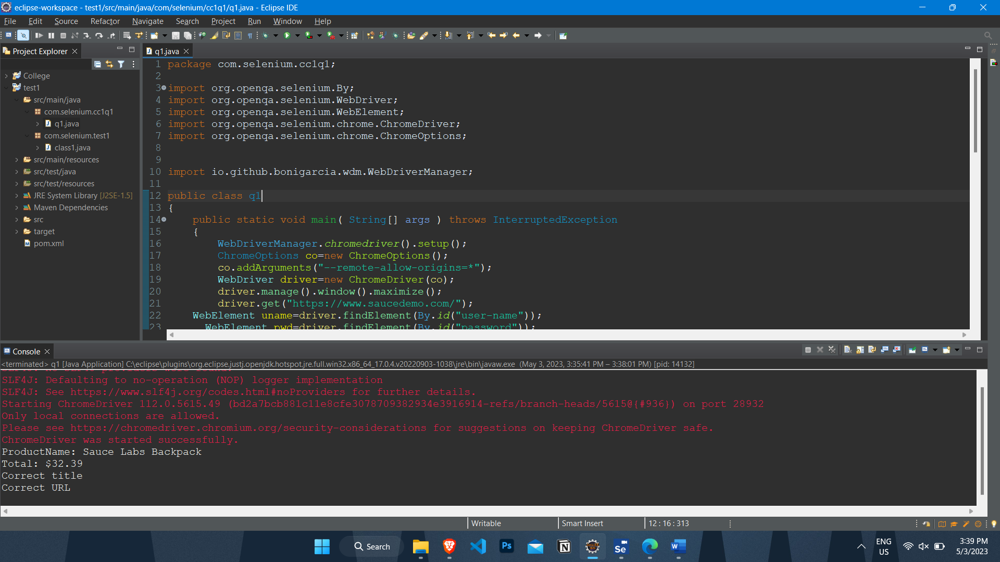 eclipse-workspace - test1/src/main/java/com/selenium/cc1q1/q1.java - Eclipse IDE
File Edit Source Refactor Navigate Search Project Run Window Help
Project Explorer
College
test1
src/main/java
com.selenium.cc1q1
q1.java
com.selenium.test1
class1.java
src/main/resources
src/test/java
src/test/resources
JRE System Library [J2SE-1.5]
Maven Dependencies
src
target
pom.xml
q1.java
1 package com.selenium.cc1q1;
2
3 import org.openqa.selenium.By;
4 import org.openqa.selenium.WebDriver;
5 import org.openqa.selenium.WebElement;
6 import org.openqa.selenium.chrome.ChromeDriver;
7 import org.openqa.selenium.chrome.ChromeOptions;
8
9
10 import io.github.bonigarcia.wdm.WebDriverManager;
11
12 public class q1
13 {
14 public static void main( String[] args ) throws InterruptedException
15 {
16 WebDriverManager.chromedriver().setup();
17 ChromeOptions co=new ChromeOptions();
18 co.addArguments("--remote-allow-origins=*");
19 WebDriver driver=new ChromeDriver(co);
20 driver.manage().window().maximize();
21 driver.get("https://www.saucedemo.com/");
22 WebElement uname=driver.findElement(By.id("user-name"));
23 WebElement pwd=driver.findElement(By.id("password"));
Console
<terminated> q1 [Java Application] C:\eclipse\plugins\org.eclipse.justj.openjdk.hotspot.jre.full.win32.x86_64_17.0.4.v20220903-1038\jre\bin\javaw.exe (May 3, 2023, 3:35:41 PM – 3:38:01 PM) [pid: 14132]
SLF4J: Defaulting to no-operation (NOP) logger implementation
SLF4J: See https://www.slf4j.org/codes.html#noProviders for further details.
Starting ChromeDriver 112.0.5615.49 (bd2a7bcb881c11e8cfe3078709382934e3916914-refs/branch-heads/5615@{#936}) on port 28932
Only local connections are allowed.
Please see https://chromedriver.chromium.org/security-considerations for suggestions on keeping ChromeDriver safe.
ChromeDriver was started successfully.
ProductName: Sauce Labs Backpack
Total: $32.39
Correct title
Correct URL
Writable Smart Insert 12 : 16 : 313
Search
Ps
Se
W
ENG
US
3:39 PM
5/3/2023